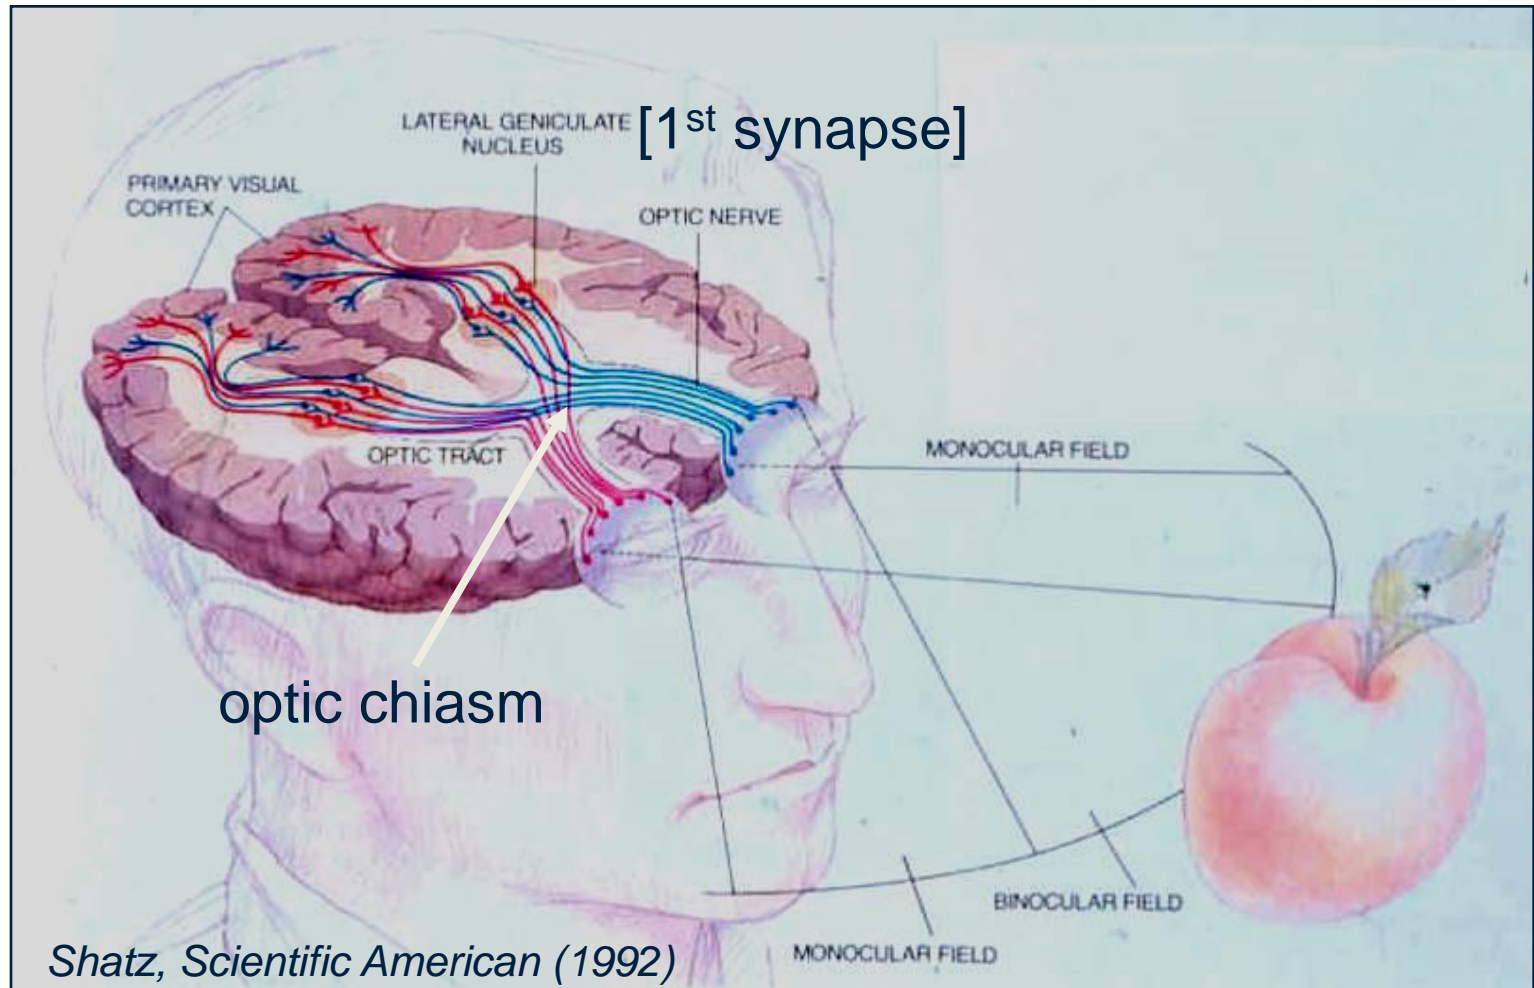 LATERAL GENICULATE [1st synapse]
NUCLEUS
PRIMARY VISUAL
CORTEX
OPTIC NERVE
OPTIC TRACT
MONOCULAR FIELD
optic chiasm
BINOCULAR FIELD
MONOCULAR FIELD
Shatz, Scientific American (1992)